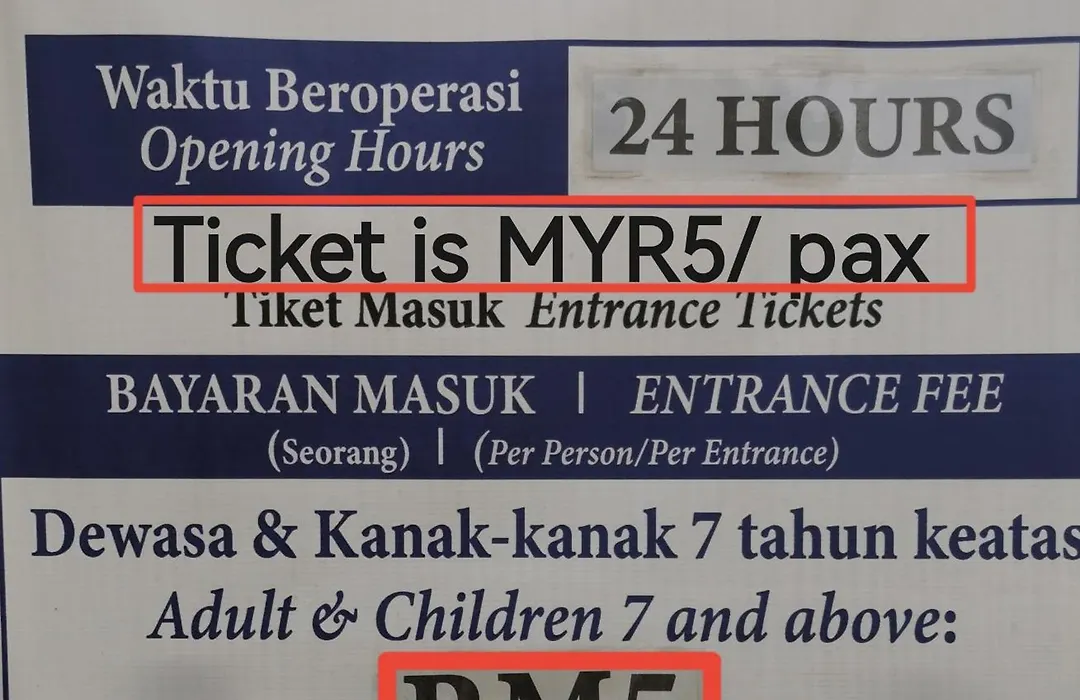 Waktu Beroperasi
Opening Hours
24 HOURS
Ticket is MYR5/ pax
Tiket Masuk Entrance Tickets
BAYARAN MASUK | ENTRANCE FEE
(Seorang) | (Per Person/Per Entrance)
Dewasa & Kanak-kanak 7 tahun keatas
Adult & Children 7 and above:
RM5